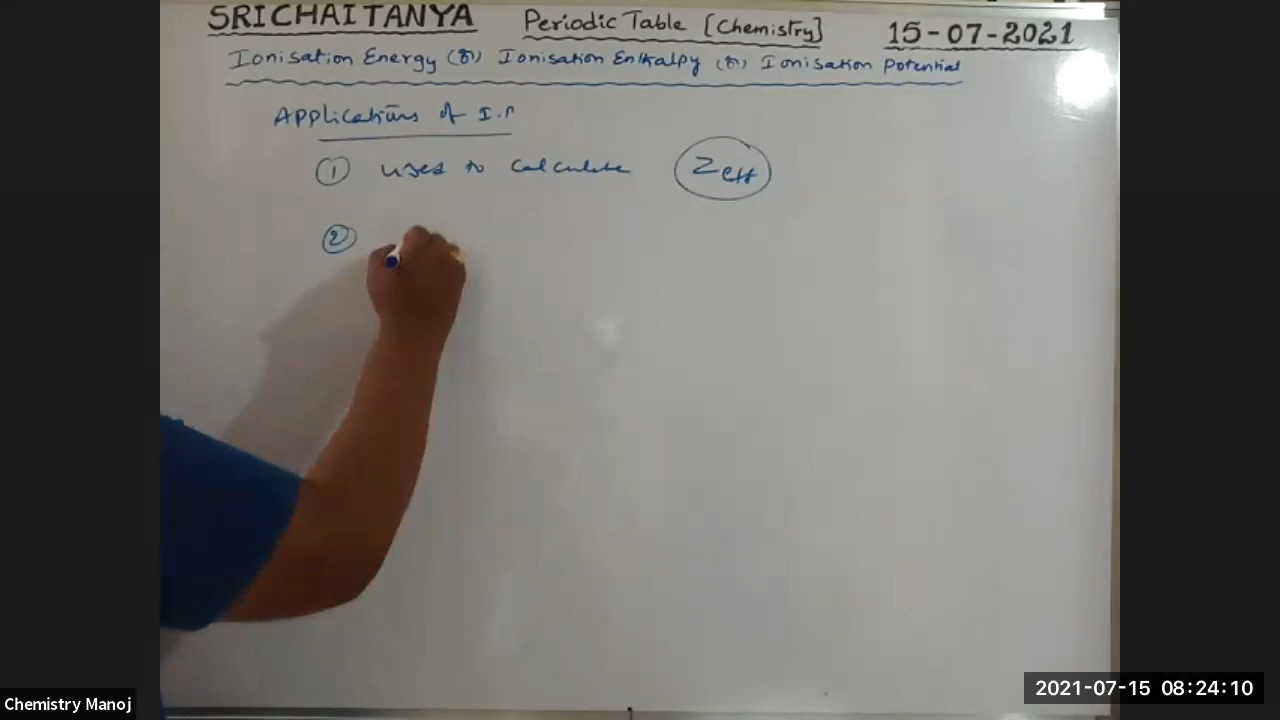 SRICHAITANYA Periodic Table [Chemistry] 15-07-2021
Ionisation Energy (or) Ionisation Enthalpy (or) Ionisation Potential
Applications of I.P
① uses to calculate Zeff
②
Chemistry Manoj
2021-07-15 08:24:10